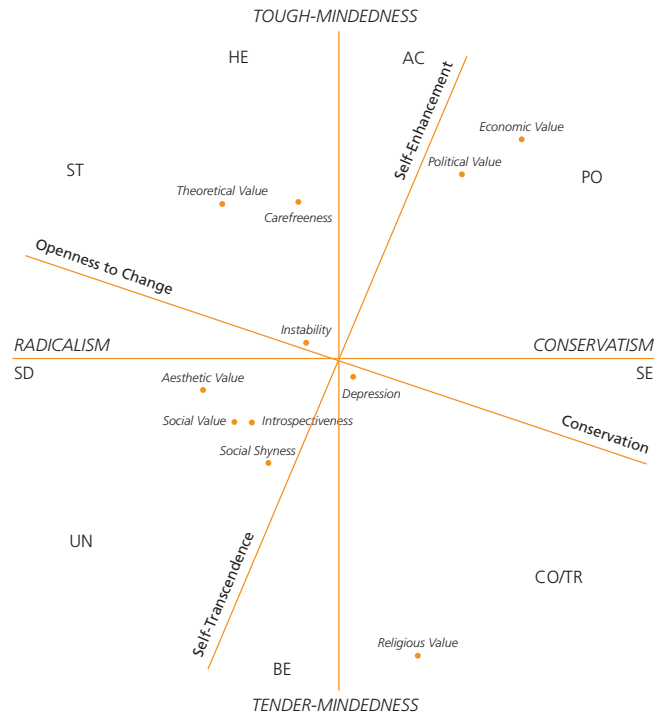 TOUGH-MINDEDNESS
HE
AC
Self-Enhancement
Economic Value
Political Value
ST
PO
Theoretical Value
Carefreeness
Openness to Change
Instability
RADICALISM
CONSERVATISM
SD
SE
Aesthetic Value
Depression
Social Value
Introspectiveness
Conservation
Social Shyness
UN
Self-Transcendence
CO/TR
Religious Value
BE
TENDER-MINDEDNESS